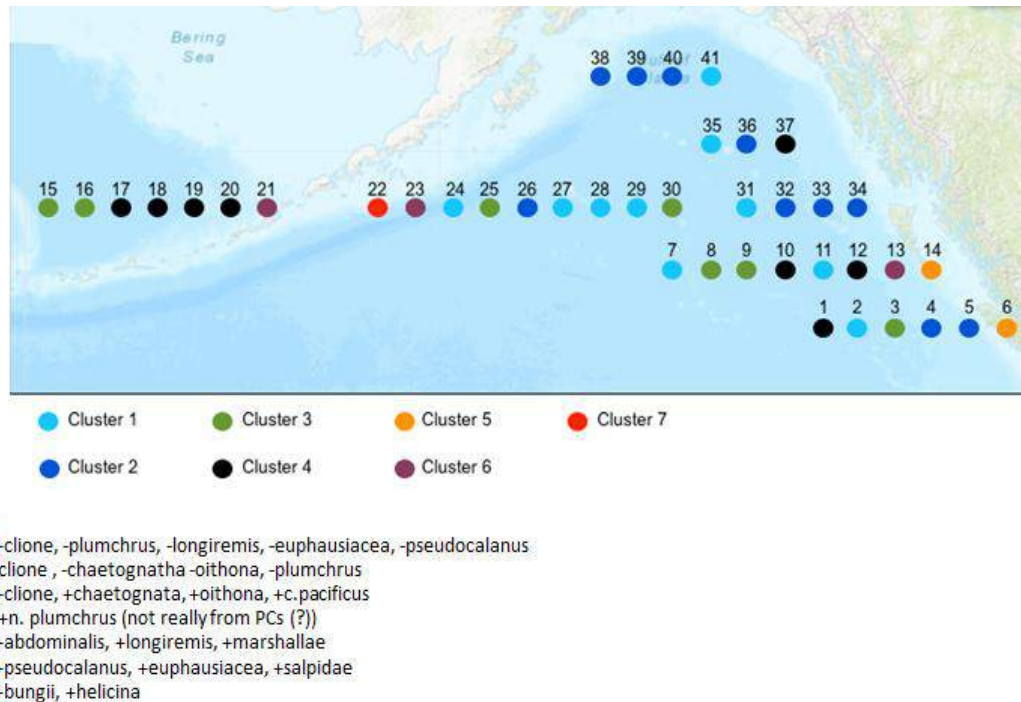 Bering
Sea
38 39 40 41
35 36 37
15 16 17 18 19 20 21 22 23 24 25 26 27 28 29 30 31 32 33 34
7 8 9 10 11 12 13 14
1 2 3 4 5 6
Cluster 1 Cluster 3 Cluster 5 Cluster 7
Cluster 2 Cluster 4 Cluster 6
-clione, -plumchrus, -longiremis, -euphausiacea, -pseudocalanus
clione , -chaetognatha -oithona, -plumchrus
-clione, +chaetognata, +oithona, +c.pacificus
+n. plumchrus (not really from PCs (?))
-abdominalis, +longiremis, +marshallae
-pseudocalanus, +euphausiacea, +salpidae
-bungii, +helicina